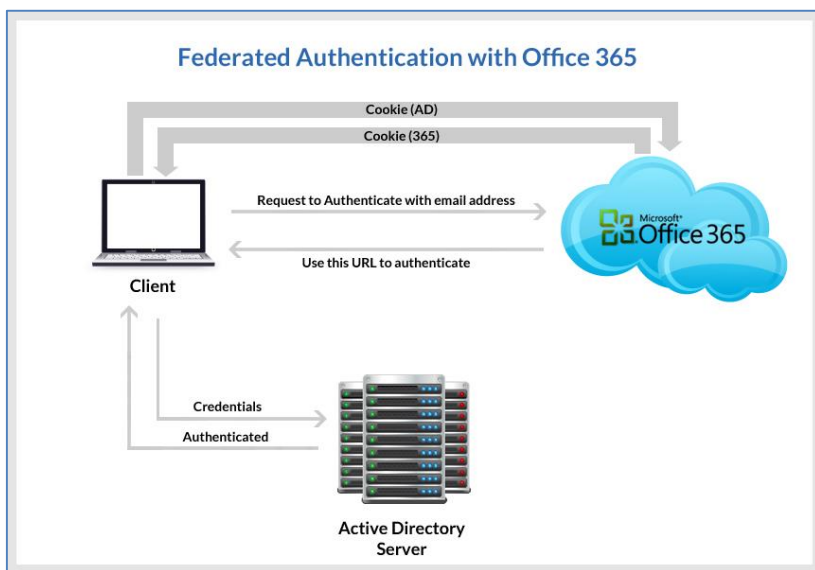 Federated Authentication with Office 365
Cookie (AD)
Cookie (365)
Request to Authenticate with email address
Microsoft®
Office 365
Use this URL to authenticate
Client
Credentials
Authenticated
Active Directory
Server